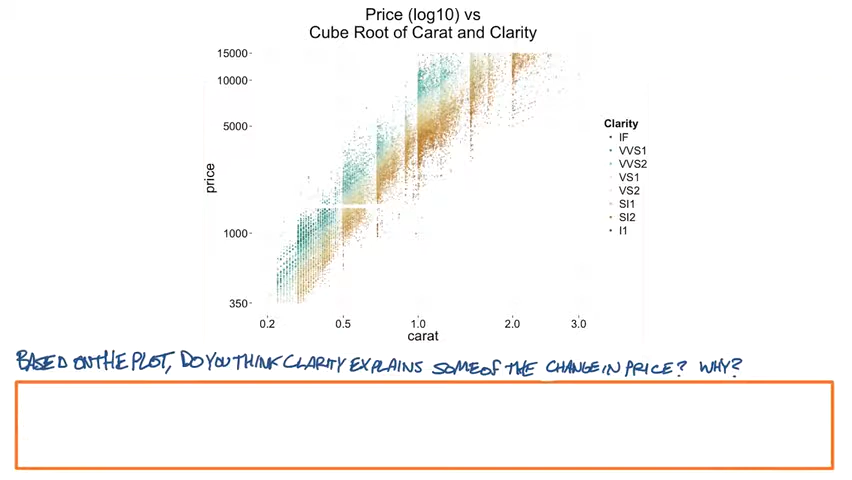 Price (log10) vs
Cube Root of Carat and Clarity
15000
10000
5000
1000
350
price
0.2 0.5 1.0 2.0 3.0
carat
Clarity
IF
VVS1
VVS2
VS1
VS2
SI1
SI2
I1
BASED ON THE PLOT, DO YOU THINK CLARITY EXPLAINS SOME OF THE CHANGE IN PRICE? WHY?